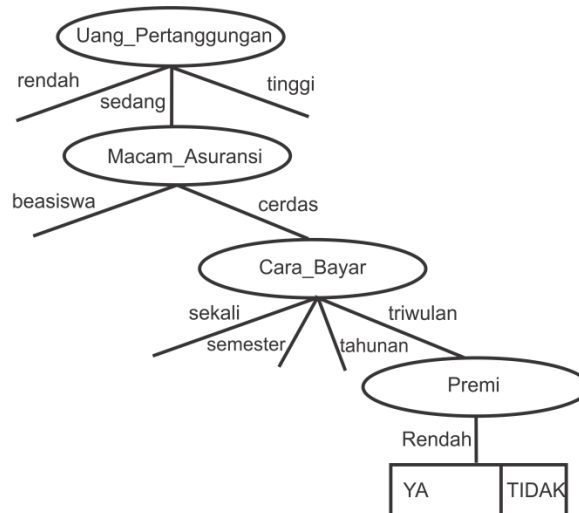 Uang_Pertanggungan
rendah
sedang
tinggi
Macam_Asuransi
beasiswa
cerdas
Cara_Bayar
sekali
semester
tahunan
triwulan
Premi
Rendah
YA
TIDAK